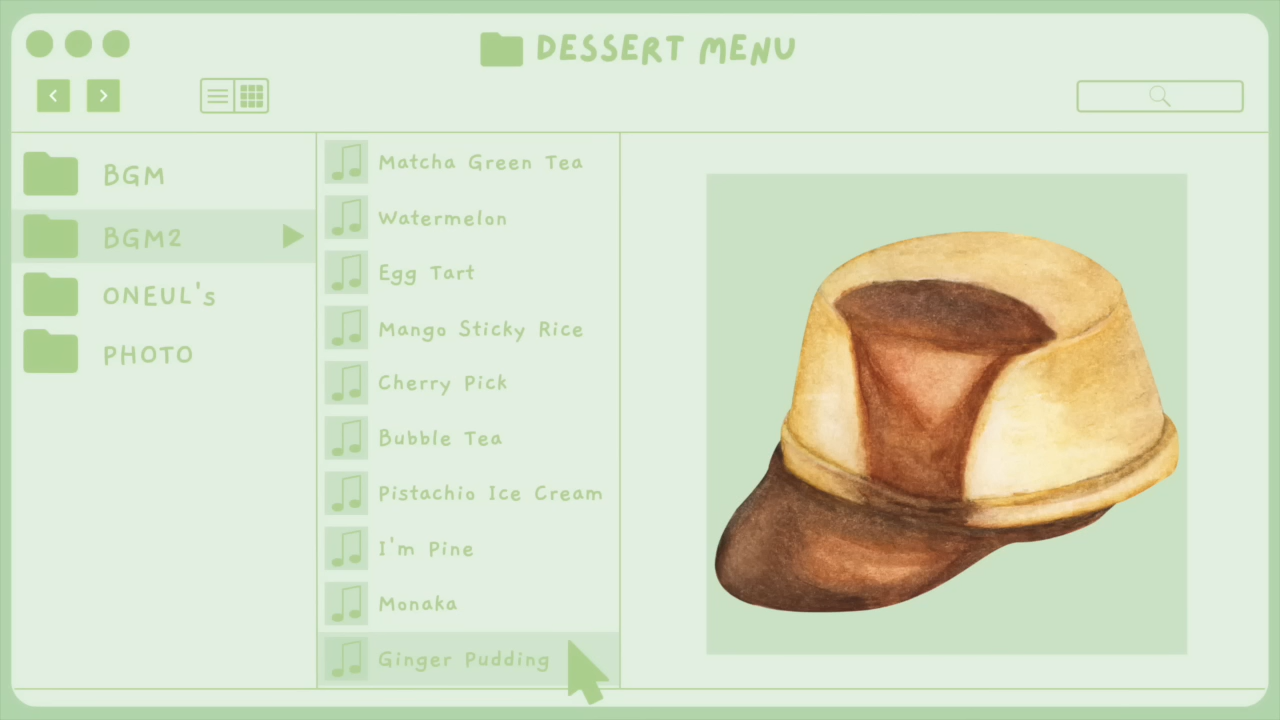 DESSERT MENU
BGM
BGM2
ONEUL's
PHOTO
Matcha Green Tea
Watermelon
Egg Tart
Mango Sticky Rice
Cherry Pick
Bubble Tea
Pistachio Ice Cream
I'm Pine
Monaka
Ginger Pudding